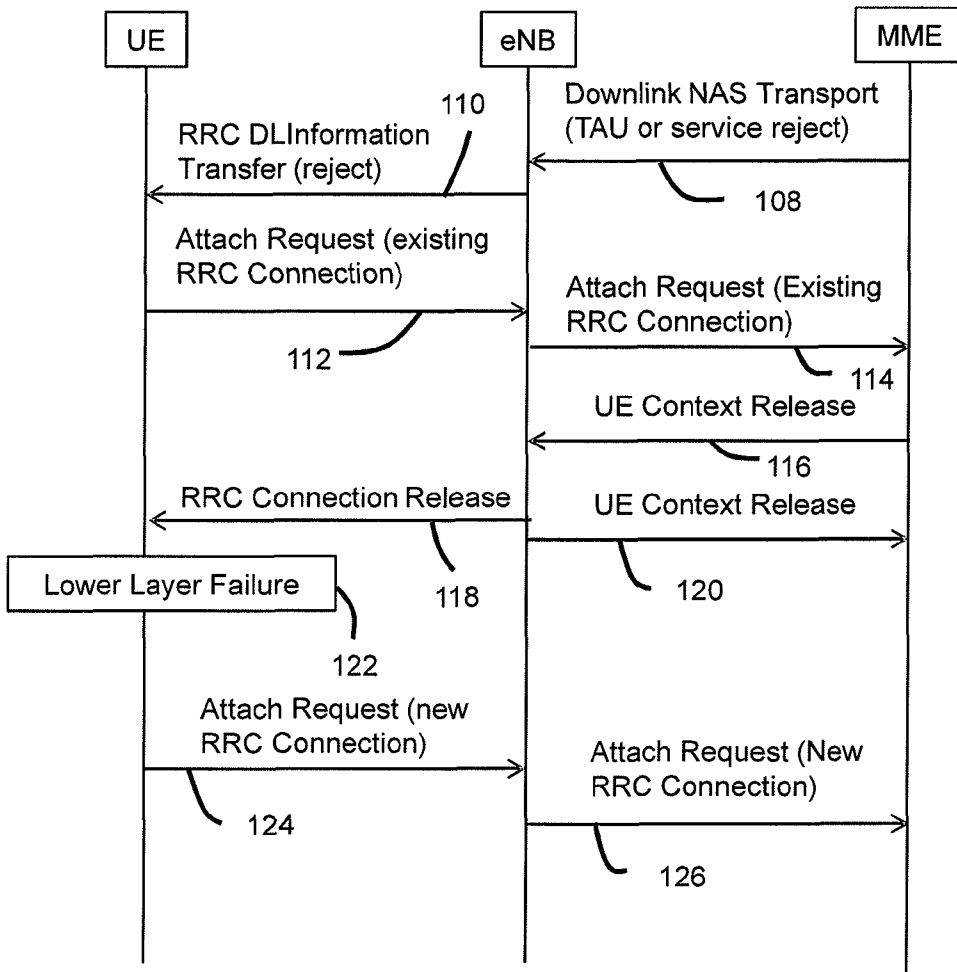 UE
eNB
MME
Downlink NAS Transport
(TAU or service reject)
110
RRC DLInformation
Transfer (reject)
108
Attach Request (existing
RRC Connection)
Attach Request (Existing
RRC Connection)
112
114
UE Context Release
116
RRC Connection Release
UE Context Release
118
120
Lower Layer Failure
122
Attach Request (new
RRC Connection)
Attach Request (New
RRC Connection)
124
126